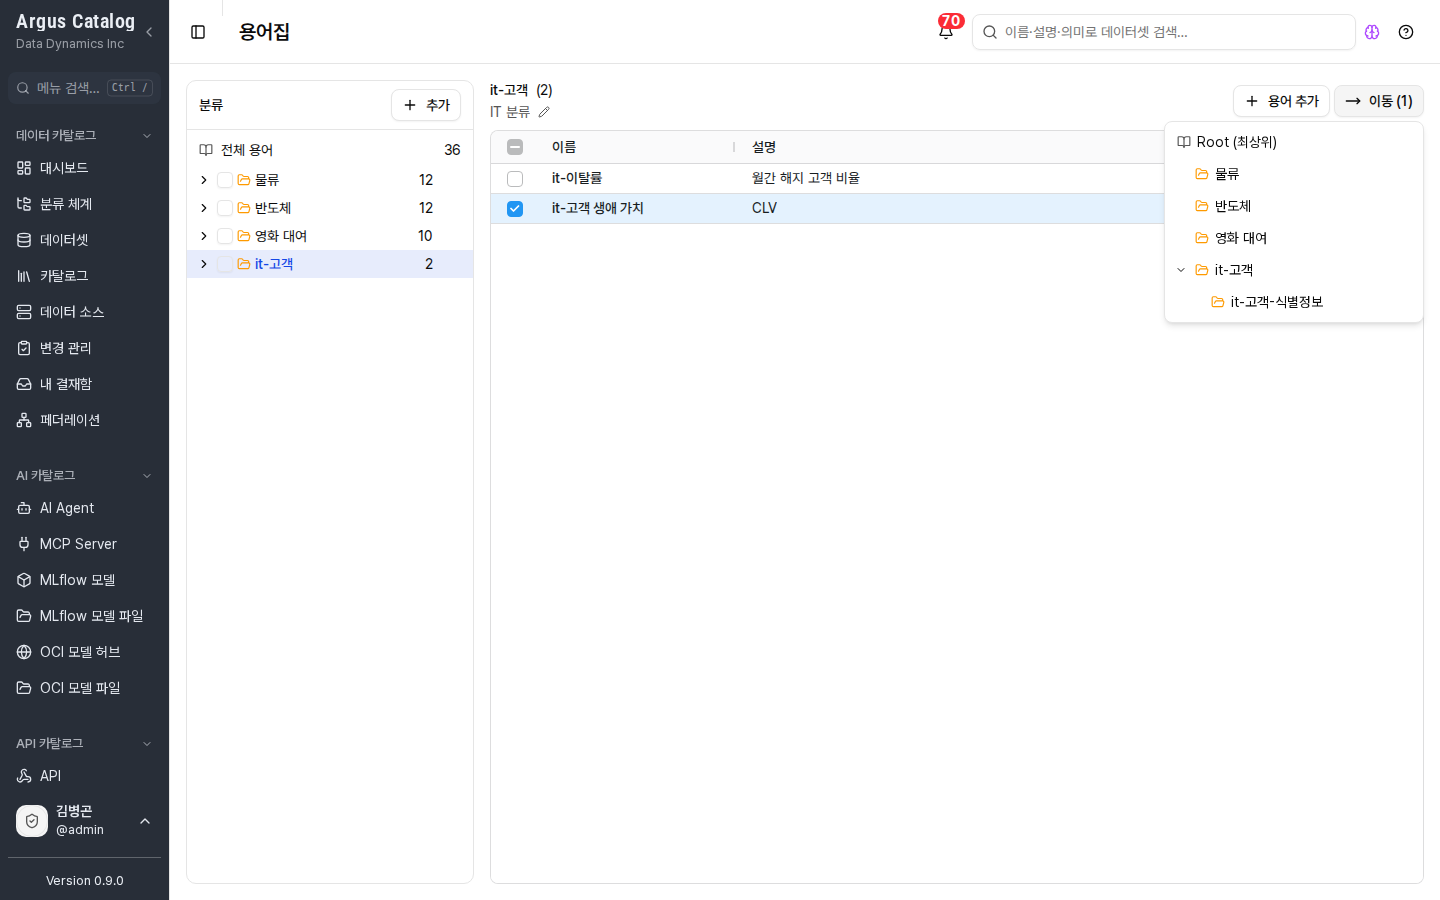 Argus Catalog
Data Dynamics Inc
메뉴 검색...
Ctrl /
데이터 카탈로그
대시보드
분류 체계
데이터셋
카탈로그
데이터 소스
변경 관리
내 결재함
페더레이션
AI 카탈로그
AI Agent
MCP Server
MLflow 모델
MLflow 모델 파일
OCI 모델 허브
OCI 모델 파일
API 카탈로그
API
김병곤
@admin
Version 0.9.0
용어집
70
이름·설명·의미로 데이터셋 검색...
분류
추가
전체 용어 36
물류 12
반도체 12
영화 대여 10
it-고객 2
it-고객 (2)
IT 분류
용어 추가
이동 (1)
이름 설명
it-이탈률 월간 해지 고객 비율
it-고객 생애 가치 CLV
Root (최상위)
물류
반도체
영화 대여
it-고객
it-고객-식별정보